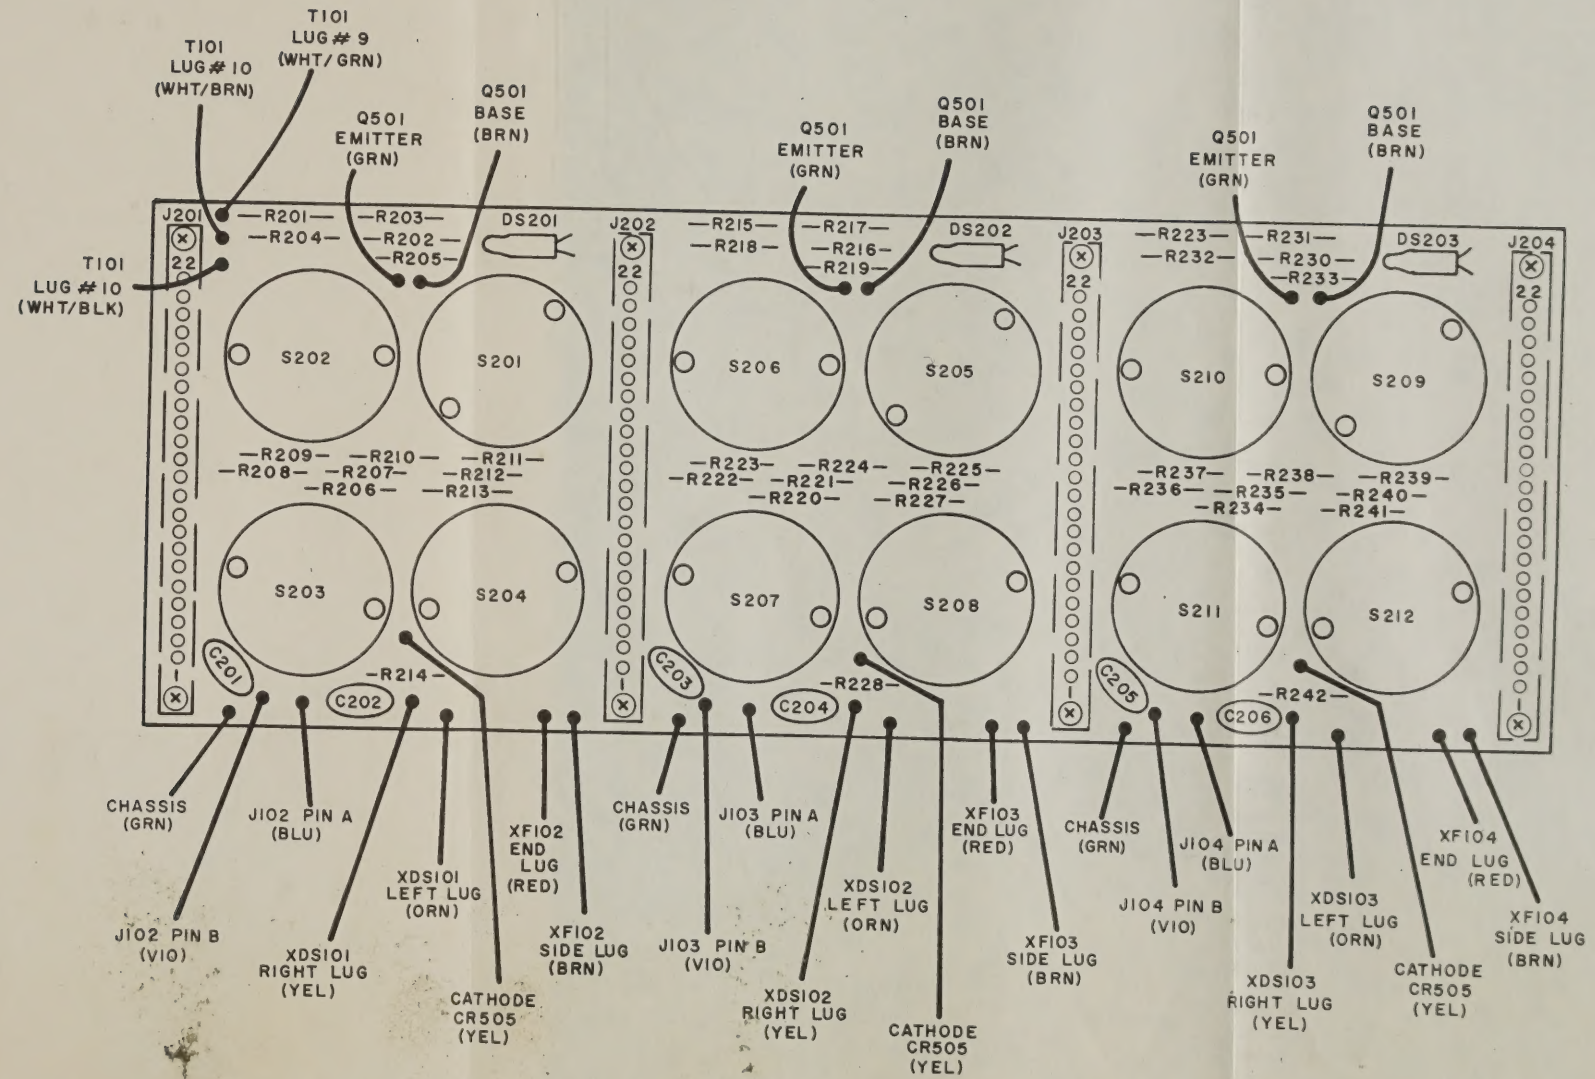 T101
LUG # 9
(WHT/GRN)
T101
LUG # 10
(WHT/BRN)
Q501
EMITTER
(GRN)
Q501
BASE
(BRN)
Q501
EMITTER
(GRN)
Q501
BASE
(BRN)
Q501
EMITTER
(GRN)
Q501
BASE
(BRN)
T101
LUG #10
(WHT/BLK)
J201
—R201—
—R203—
DS201
J202
—R215—
—R217—
DS202
J203
—R223—
—R231—
DS203
J204
—R204—
—R202—
—R205—
—R218—
—R216—
—R219—
—R232—
—R230—
—R233—
22
22
22
22
S202
S201
S206
S205
S210
S209
—R209—
—R210—
—R211—
—R208—
—R207—
—R212—
—R206—
—R213—
—R223—
—R224—
—R225—
—R222—
—R221—
—R226—
—R220—
—R227—
—R237—
—R238—
—R239—
—R236—
—R235—
—R240—
—R234—
—R241—
S203
S204
S207
S208
S211
S212
C201
—R214—
C202
C203
—R228—
C204
C205
—R242—
C206
1
1
1
1
CHASSIS
(GRN)
J102 PIN A
(BLU)
J102 PIN B
(VIO)
XDS101
RIGHT LUG
(YEL)
XDS101
LEFT LUG
(ORN)
CATHODE
CR505
(YEL)
XF102
END
LUG
(RED)
XF102
SIDE LUG
(BRN)
CHASSIS
(GRN)
J103 PIN A
(BLU)
J103 PIN B
(VIO)
XDS102
RIGHT LUG
(YEL)
XDS102
LEFT LUG
(ORN)
CATHODE
CR505
(YEL)
XF103
END LUG
(RED)
XF103
SIDE LUG
(BRN)
CHASSIS
(GRN)
J104 PIN A
(BLU)
J104 PIN B
(VIO)
XDS103
RIGHT LUG
(YEL)
XDS103
LEFT LUG
(ORN)
CATHODE
CR505
(YEL)
XF104
END LUG
(RED)
XF104
SIDE LUG
(BRN)